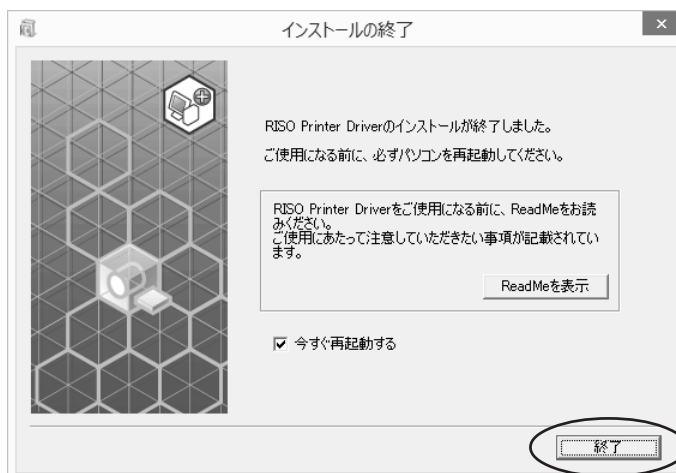 インストールの終了
RISO Printer Driverのインストールが終了しました。
ご使用になる前に、必ずパソコンを再起動してください。
RISO Printer Driverをご使用になる前に、ReadMeをお読
みください。
ご使用にあたって注意していただきたい事項が記載されてい
ます。
ReadMeを表示
今すぐ再起動する
終了